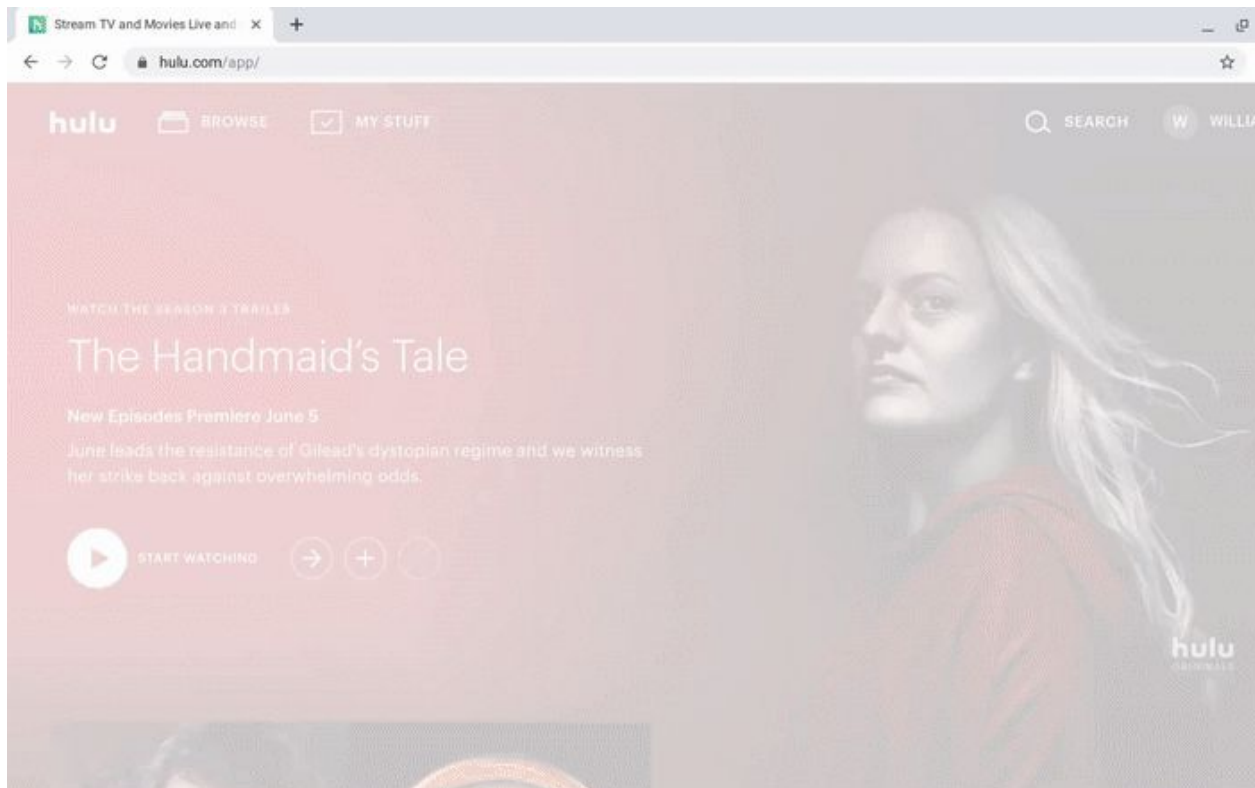 Stream TV and Movies Live and
hulu.com/app/
hulu BROWSE MY STUFF SEARCH W WILLIA
WATCH THE SEASON 3 TRAILER
The Handmaid's Tale
New Episodes Premiere June 5
June leads the resistance of Gilead's dystopian regime and we witness
her strike back against overwhelming odds.
START WATCHING
hulu
ORIGINALS